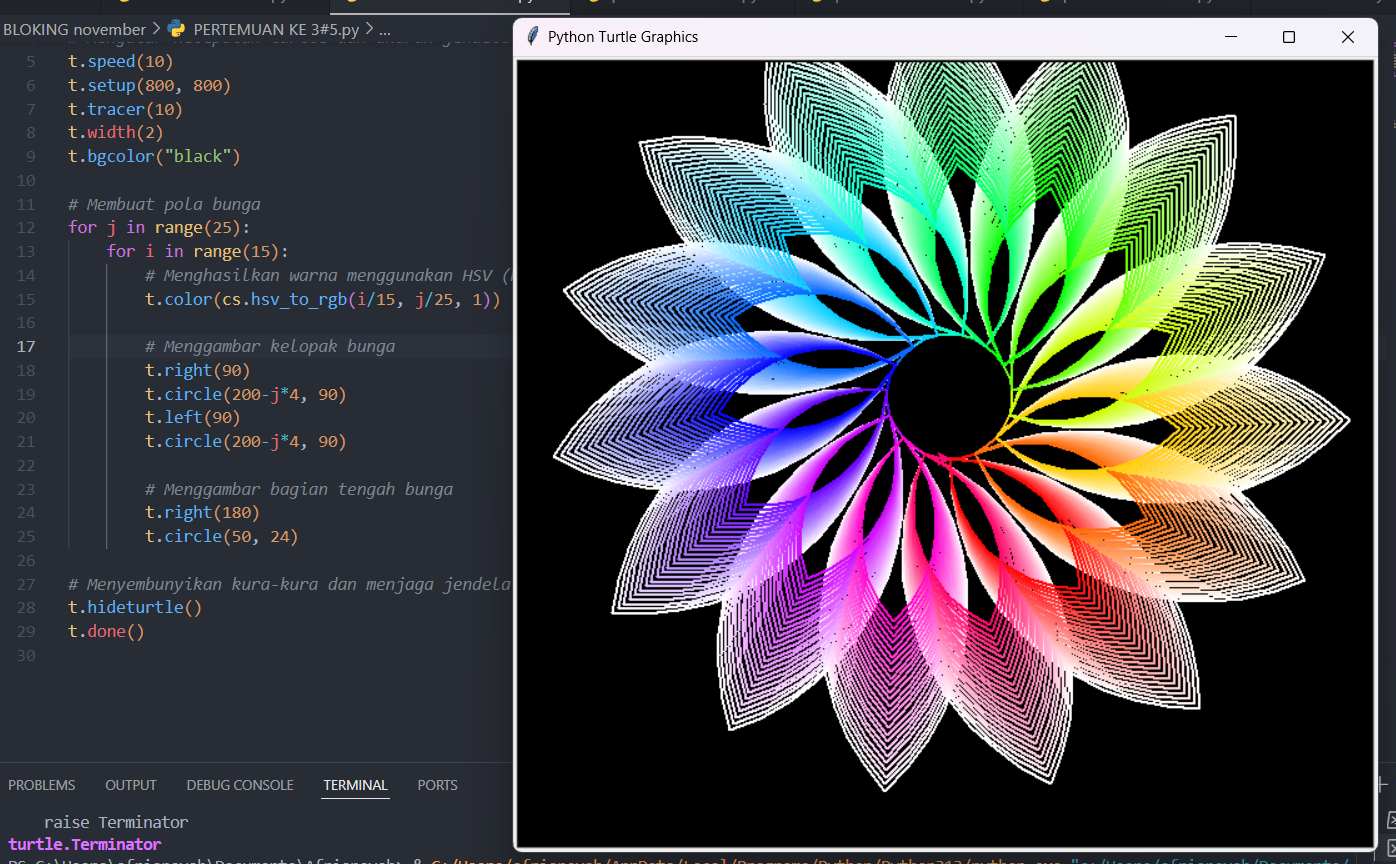 BLOKING november > PERTEMUAN KE 3#5.py > ...
Python Turtle Graphics
5 t.speed(10)
6 t.setup(800, 800)
7 t.tracer(10)
8 t.width(2)
9 t.bgcolor("black")
10
11 # Membuat pola bunga
12 for j in range(25):
13 for i in range(15):
14 # Menghasilkan warna menggunakan HSV
15 t.color(cs.hsv_to_rgb(i/15, j/25, 1))
16
17 # Menggambar kelopak bunga
18 t.right(90)
19 t.circle(200-j*4, 90)
20 t.left(90)
21 t.circle(200-j*4, 90)
22
23 # Menggambar bagian tengah bunga
24 t.right(180)
25 t.circle(50, 24)
26
27 # Menyembunyikan kura-kura dan menjaga jendela
28 t.hideturtle()
29 t.done()
30
PROBLEMS OUTPUT DEBUG CONSOLE TERMINAL PORTS
raise Terminator
turtle.Terminator